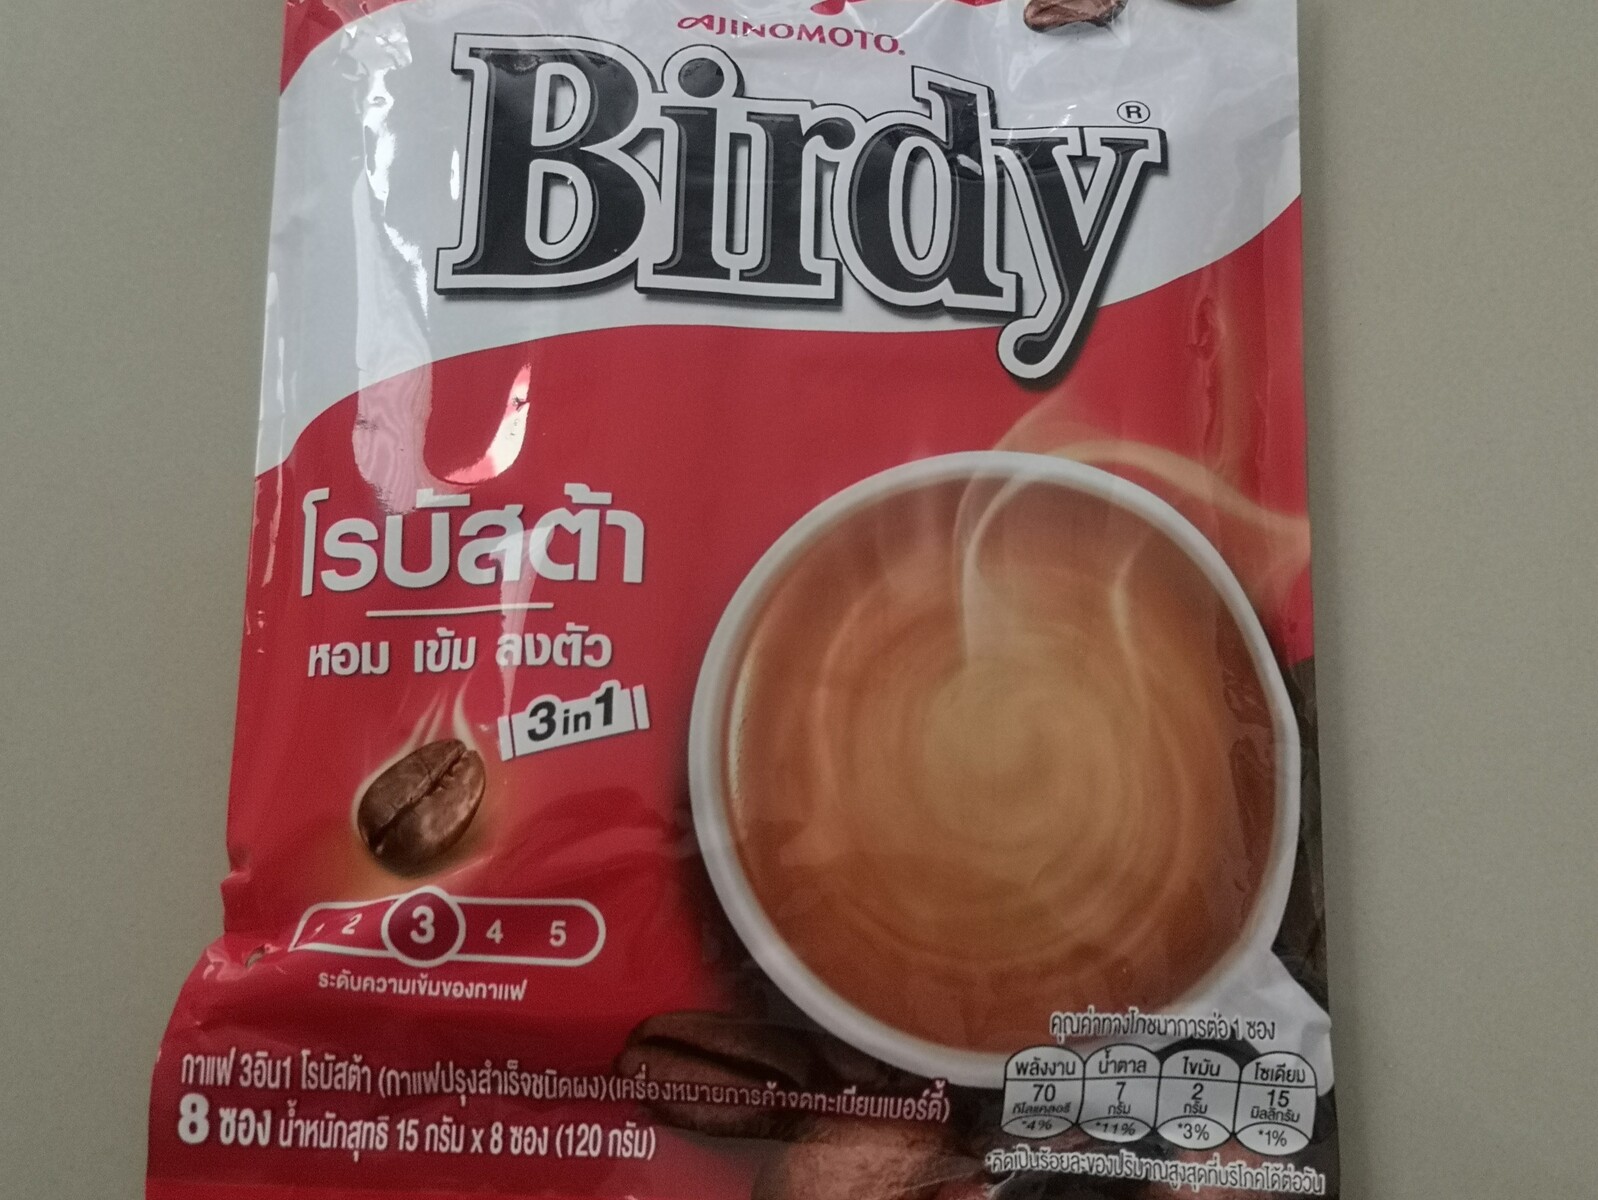 AJINOMOTO®
Birdy®
โรบัสต้า
หอม เข้ม ลงตัว
3in1
1 2 3 4 5
ระดับความเข้มของกาแฟ
คุณค่าทางโภชนาการต่อ 1 ซอง
พลังงาน น้ำตาล ไขมัน โซเดียม
70 7 2 15
กิโลแคลอรี กรัม กรัม มิลลิกรัม
*4% *11% *3% *1%
*คิดเป็นร้อยละของปริมาณสูงสุดที่บริโภคได้ต่อวัน
กาแฟ 3อิน1 โรบัสต้า (กาแฟปรุงสำเร็จชนิดผง)(เครื่องหมายการค้าจดทะเบียนเบอร์ดี้)
8 ซอง น้ำหนักสุทธิ 15 กรัม x 8 ซอง (120 กรัม)